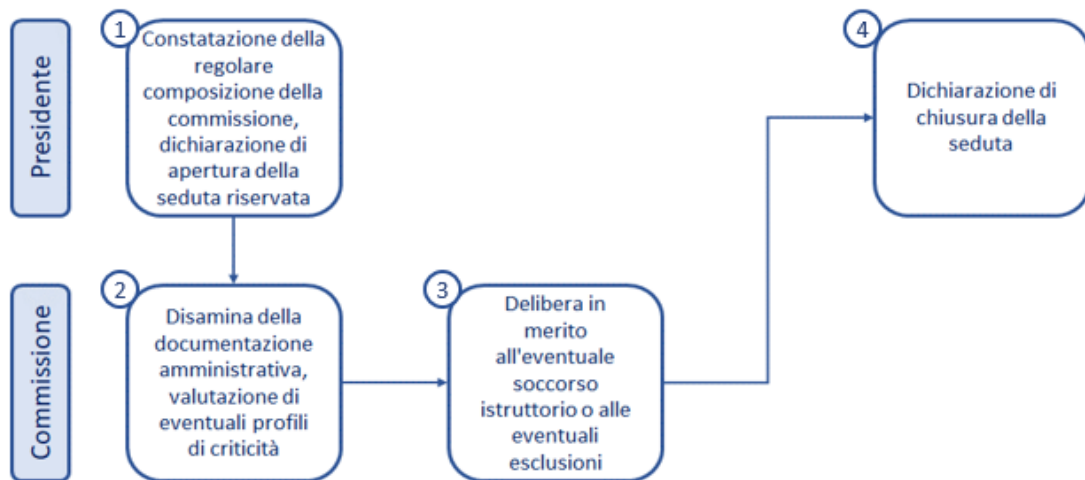 Presidente
1
Constatazione della
regolare
composizione della
commissione,
dichiarazione di
apertura della
seduta riservata
4
Dichiarazione di
chiusura della
seduta
Commissione
2
Disamina della
documentazione
amministrativa,
valutazione di
eventuali profili
di criticità
3
Delibera in
merito
all'eventuale
soccorso
istruttorio o alle
eventuali
esclusioni